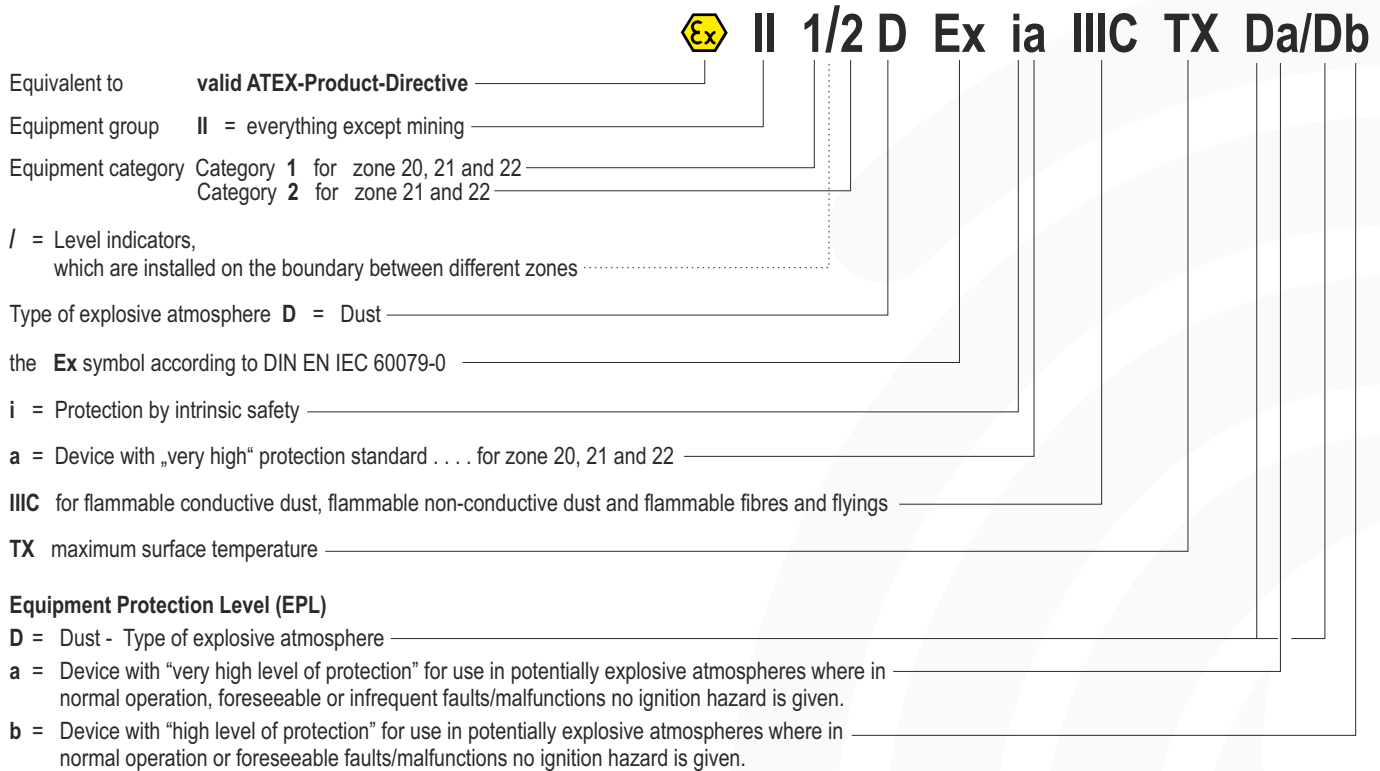 Ex II 1/2 D Ex ia IIIC TX Da/Db
Equivalent to valid ATEX-Product-Directive
Equipment group II = everything except mining
Equipment category Category 1 for zone 20, 21 and 22
Category 2 for zone 21 and 22
/ = Level indicators,
which are installed on the boundary between different zones
Type of explosive atmosphere D = Dust
the Ex symbol according to DIN EN IEC 60079-0
i = Protection by intrinsic safety
a = Device with „very high“ protection standard . . . . for zone 20, 21 and 22
IIIC for flammable conductive dust, flammable non-conductive dust and flammable fibres and flyings
TX maximum surface temperature
Equipment Protection Level (EPL)
D = Dust - Type of explosive atmosphere
a = Device with “very high level of protection” for use in potentially explosive atmospheres where in
normal operation, foreseeable or infrequent faults/malfunctions no ignition hazard is given.
b = Device with “high level of protection” for use in potentially explosive atmospheres where in
normal operation or foreseeable faults/malfunctions no ignition hazard is given.